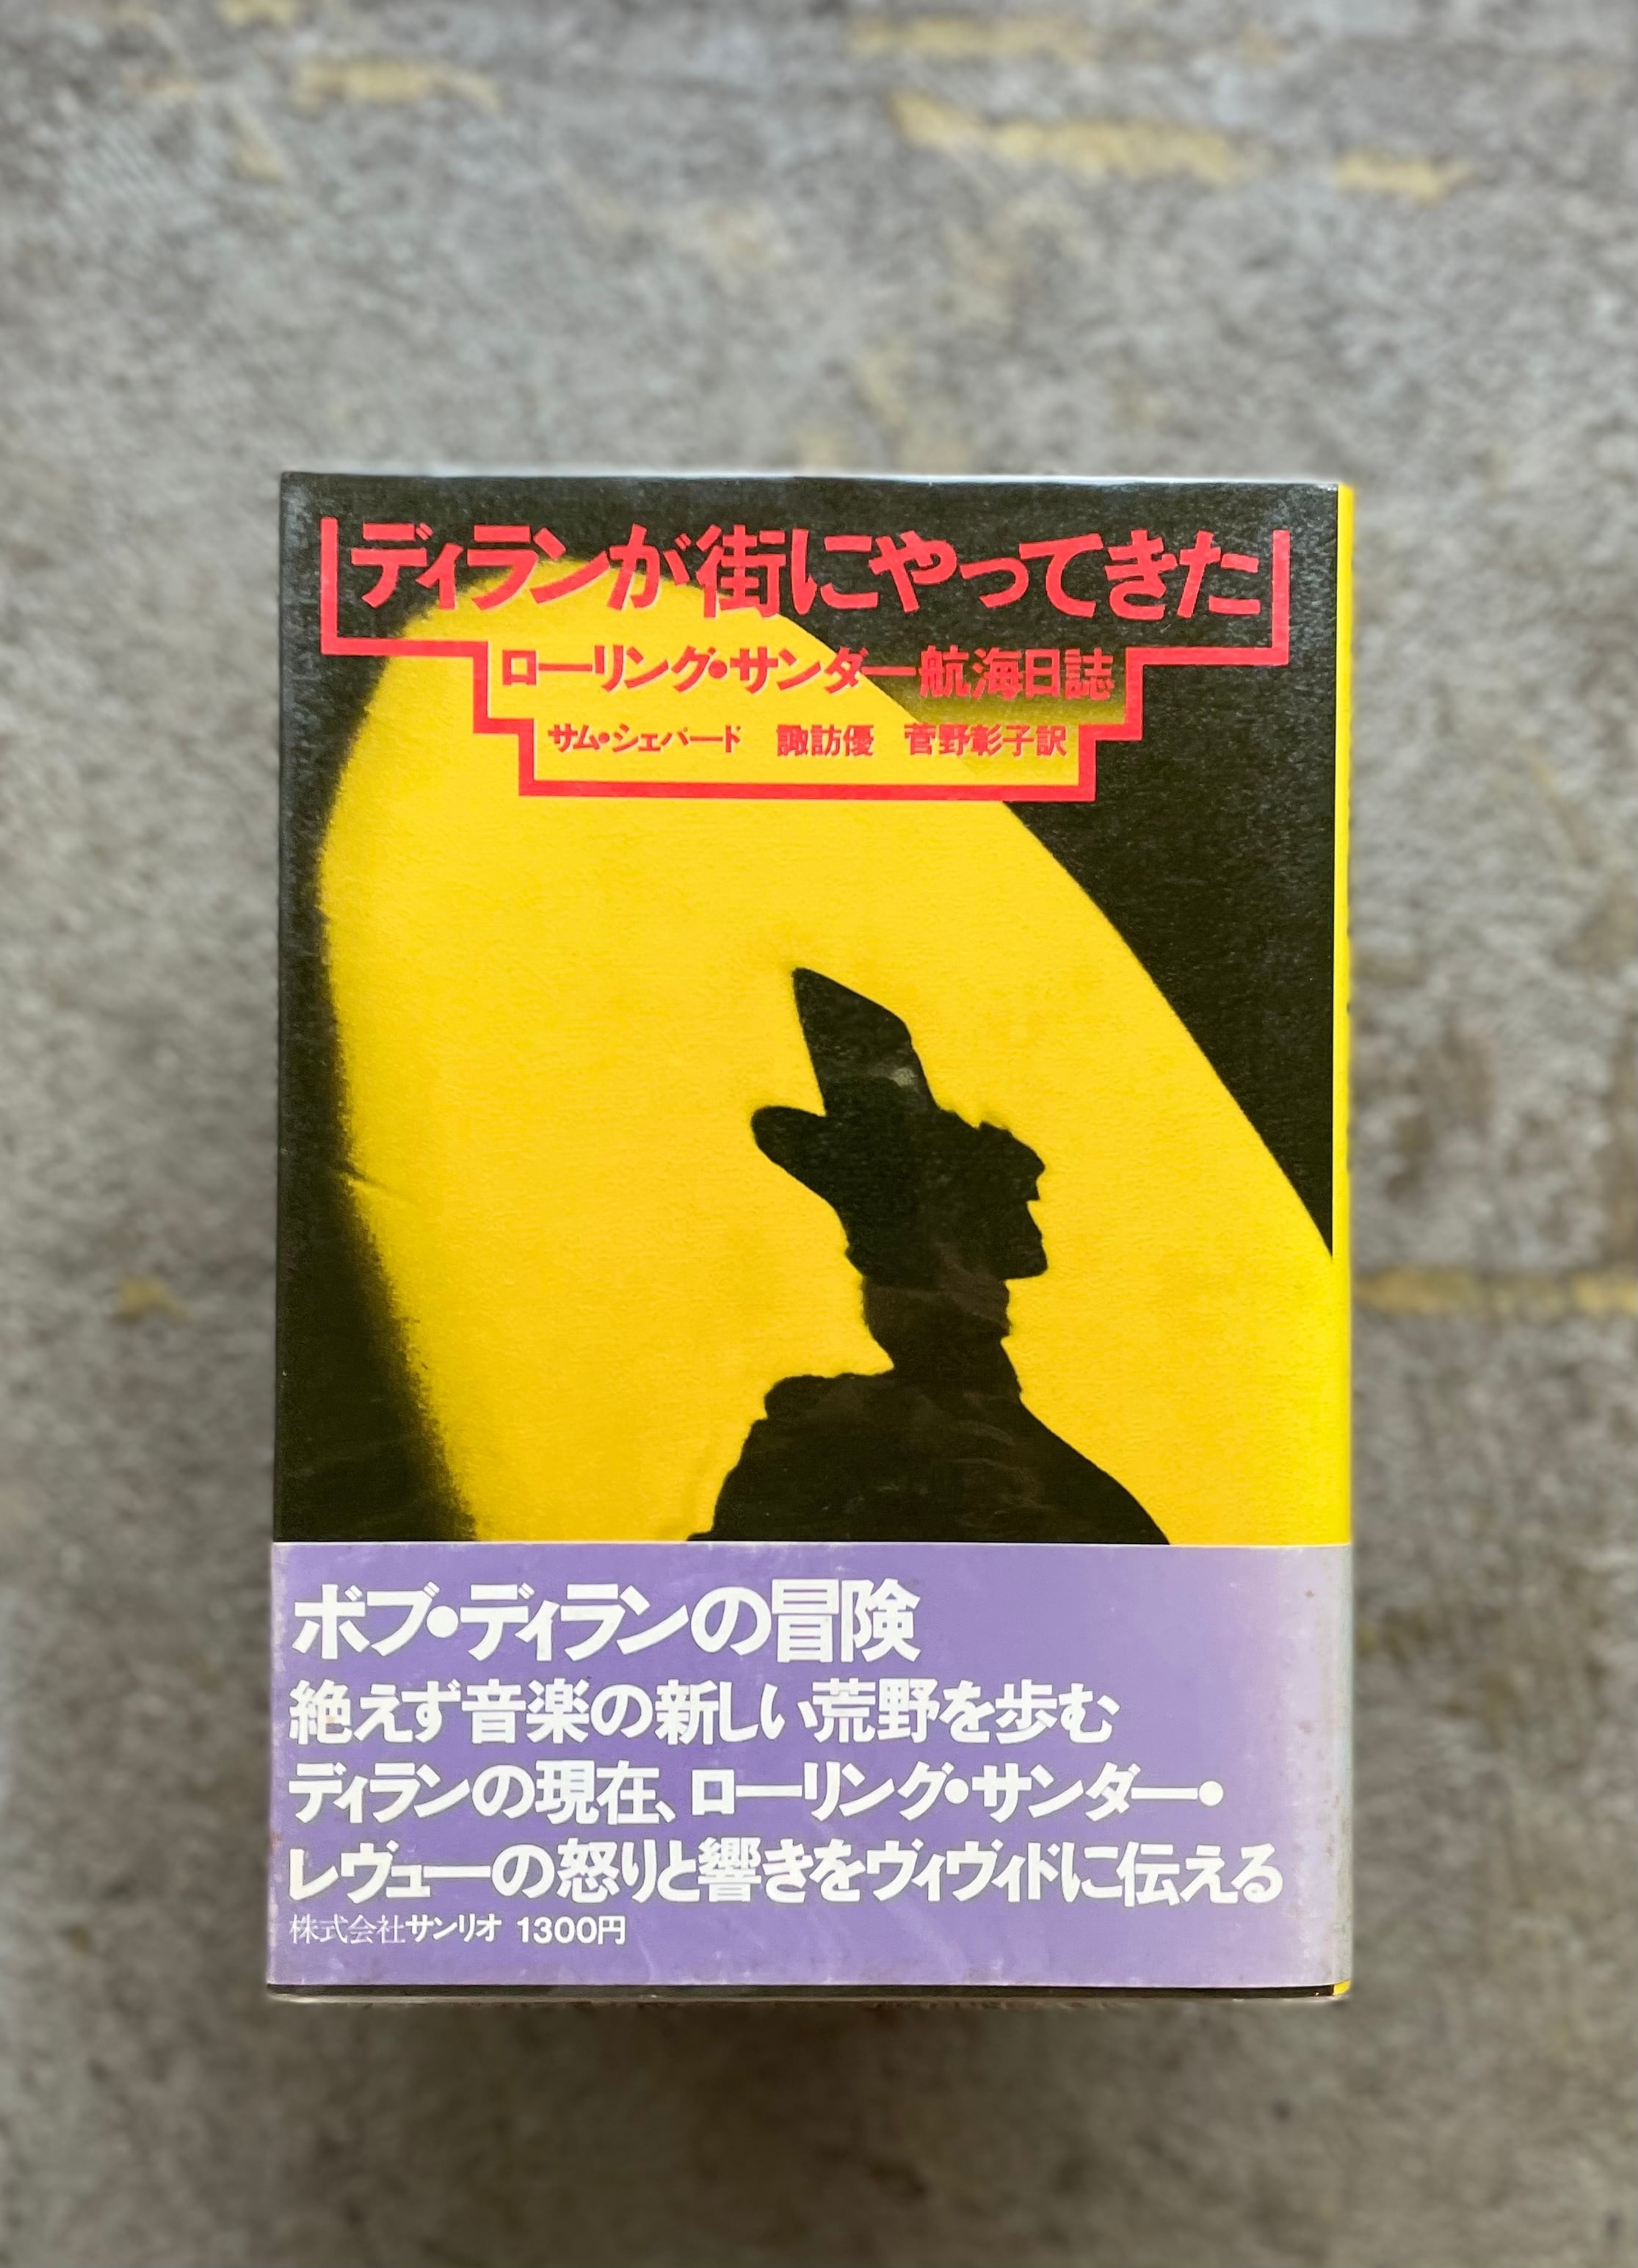 ディランが街にやってきた
ローリング・サンダー航海日誌
サム・シェパード 諏訪優 菅野彰子訳
ボブ・ディランの冒険
絶えず音楽の新しい荒野を歩む
ディランの現在、ローリング・サンダー・
レヴューの怒りと響きをヴィヴィドに伝える
株式会社サンリオ 1300円